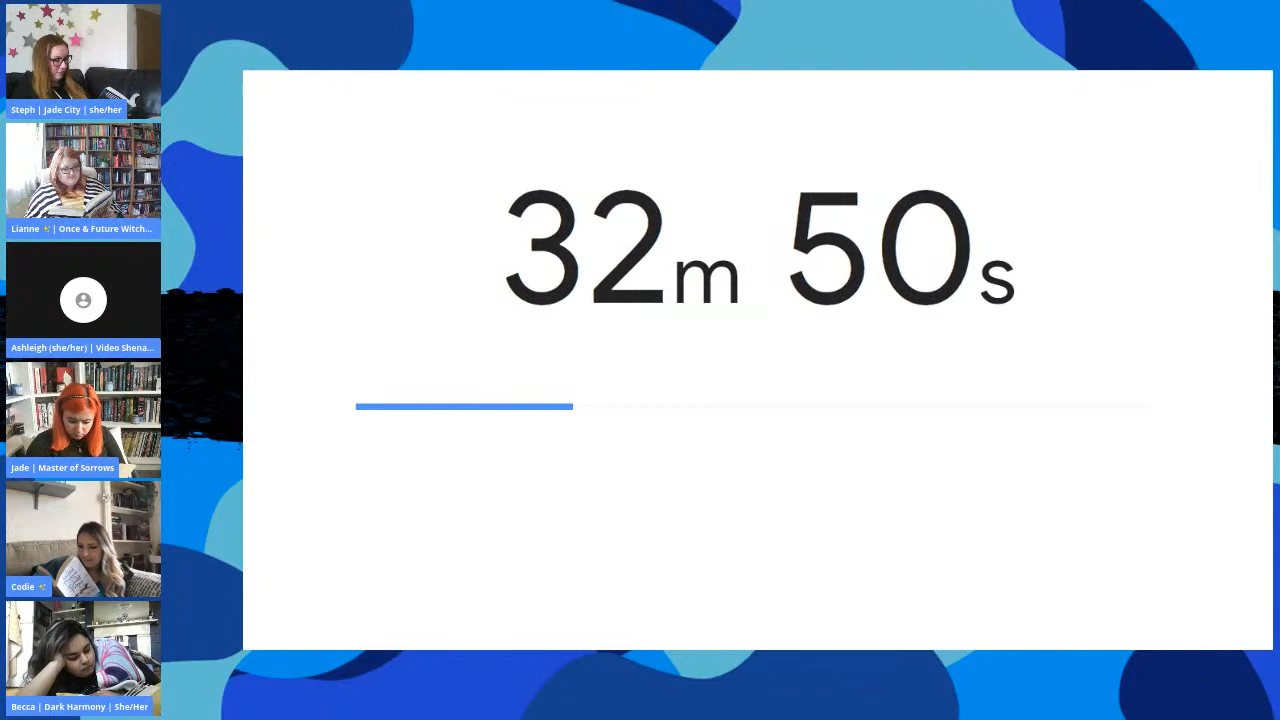 Steph | Jade City | she/her
Lianne ✨ | Once & Future Witch...
Ashleigh (she/her) | Video Shena...
Jade | Master of Sorrows
Codie ✨
Becca | Dark Harmony | She/Her
32m 50s